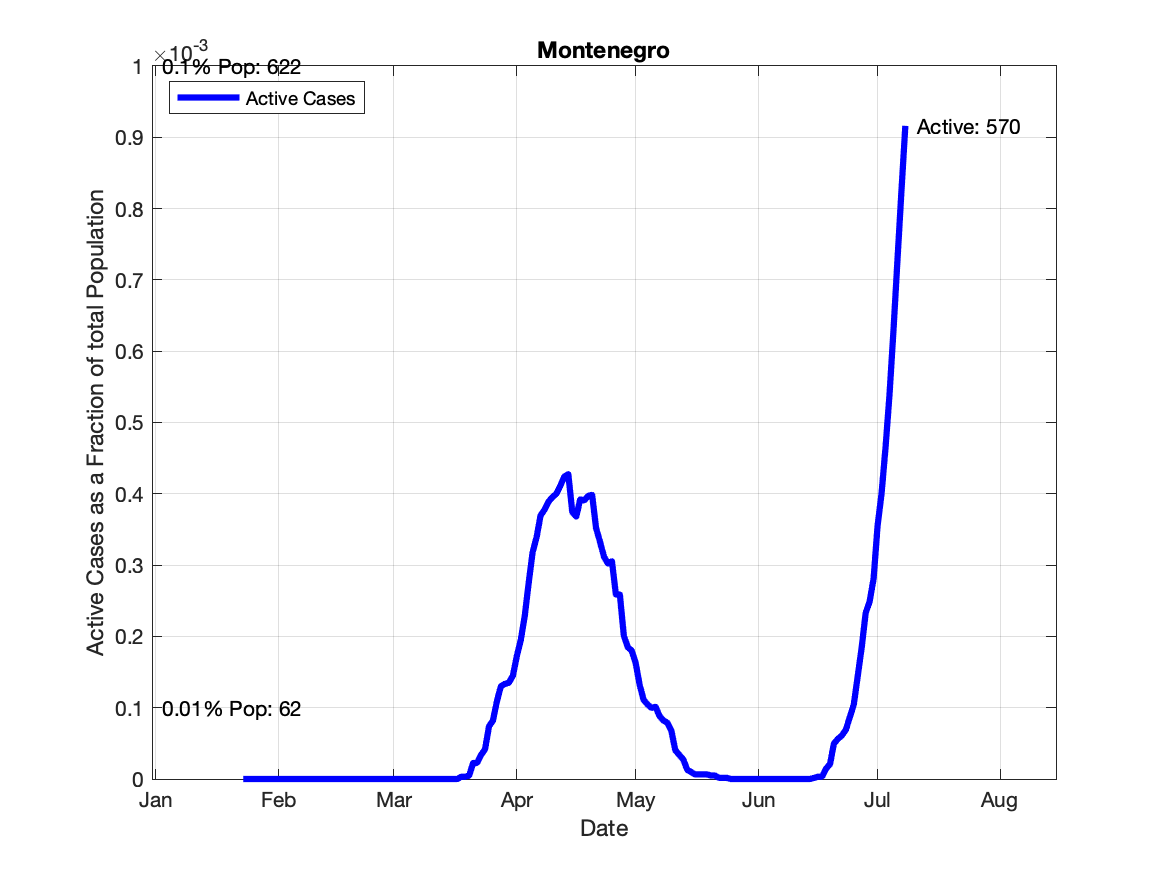 Montenegro
×10-3
0.1% Pop: 622
Active Cases
Active: 570
0.01% Pop: 62
Active Cases as a Fraction of total Population
1
0.9
0.8
0.7
0.6
0.5
0.4
0.3
0.2
0.1
0
Jan Feb Mar Apr May Jun Jul Aug
Date